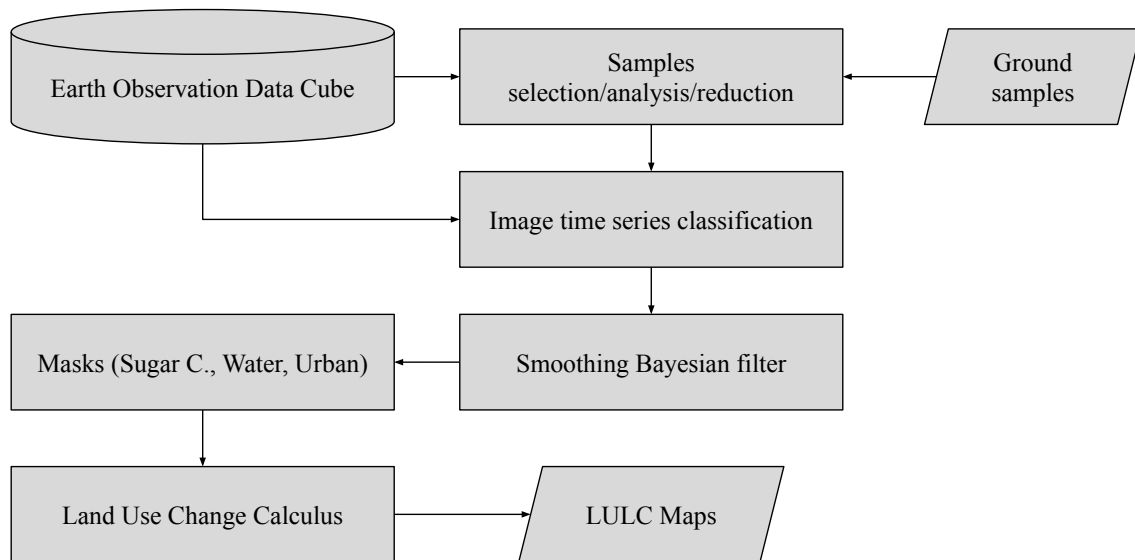 Earth Observation Data Cube
Samples
selection/analysis/reduction
Ground
samples
Image time series classification
Masks (Sugar C., Water, Urban)
Smoothing Bayesian filter
Land Use Change Calculus
LULC Maps